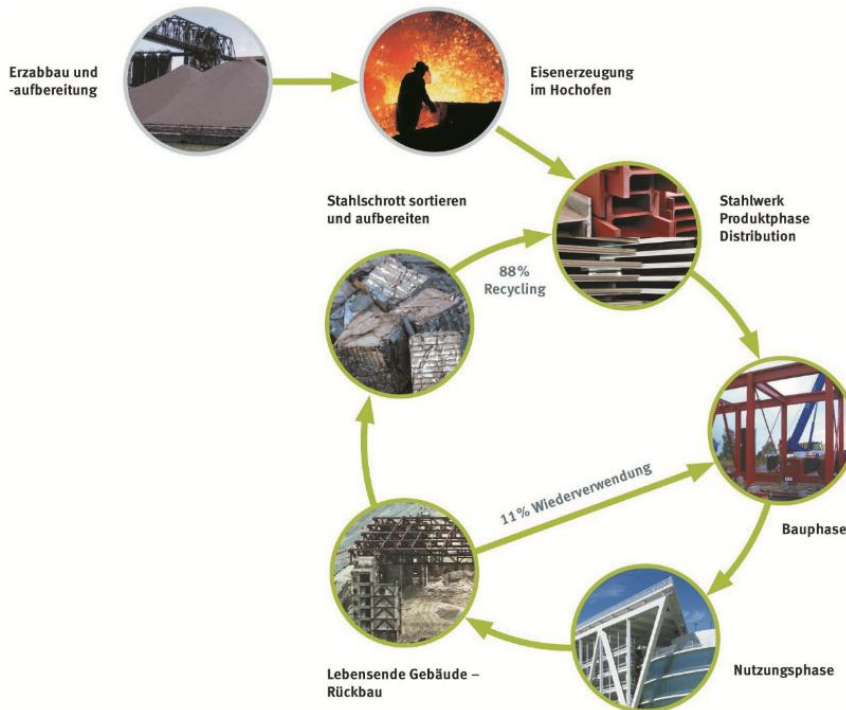 Erzabbau und
-aufbereitung
Eisenerzeugung
im Hochofen
Stahlschrott sortieren
und aufbereiten
Stahlwerk
Produktphase
Distribution
88%
Recycling
11% Wiederverwendung
Bauphase
Lebensende Gebäude –
Rückbau
Nutzungsphase